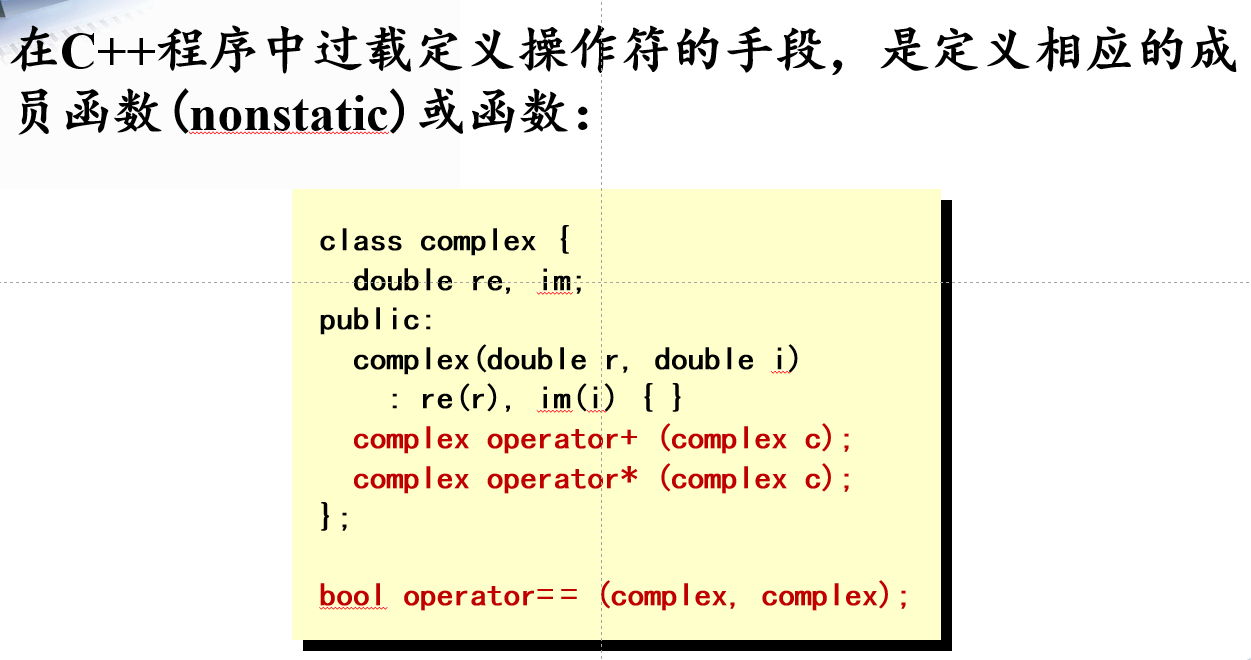 在C++程序中过载定义操作符的手段，是定义相应的成
员函数(nonstatic)或函数：
class complex {
double re, im;
public:
complex(double r, double i)
: re(r), im(i) { }
complex operator+ (complex c);
complex operator* (complex c);
};
bool operator== (complex, complex);